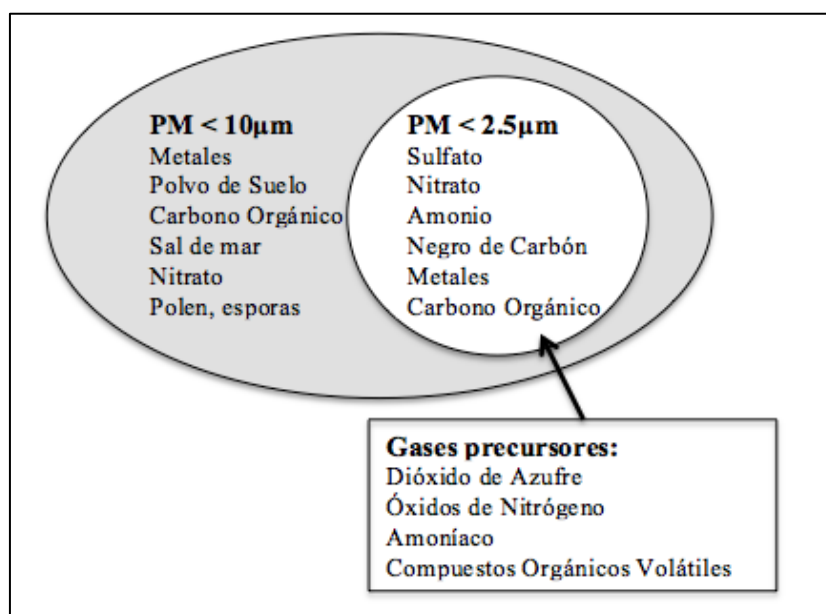 PM < 10µm
Metales
Polvo de Suelo
Carbono Orgánico
Sal de mar
Nitrato
Polen, esporas
PM < 2.5µm
Sulfato
Nitrato
Amonio
Negro de Carbón
Metales
Carbono Orgánico
Gases precursores:
Dióxido de Azufre
Óxidos de Nitrógeno
Amoníaco
Compuestos Orgánicos Volátiles